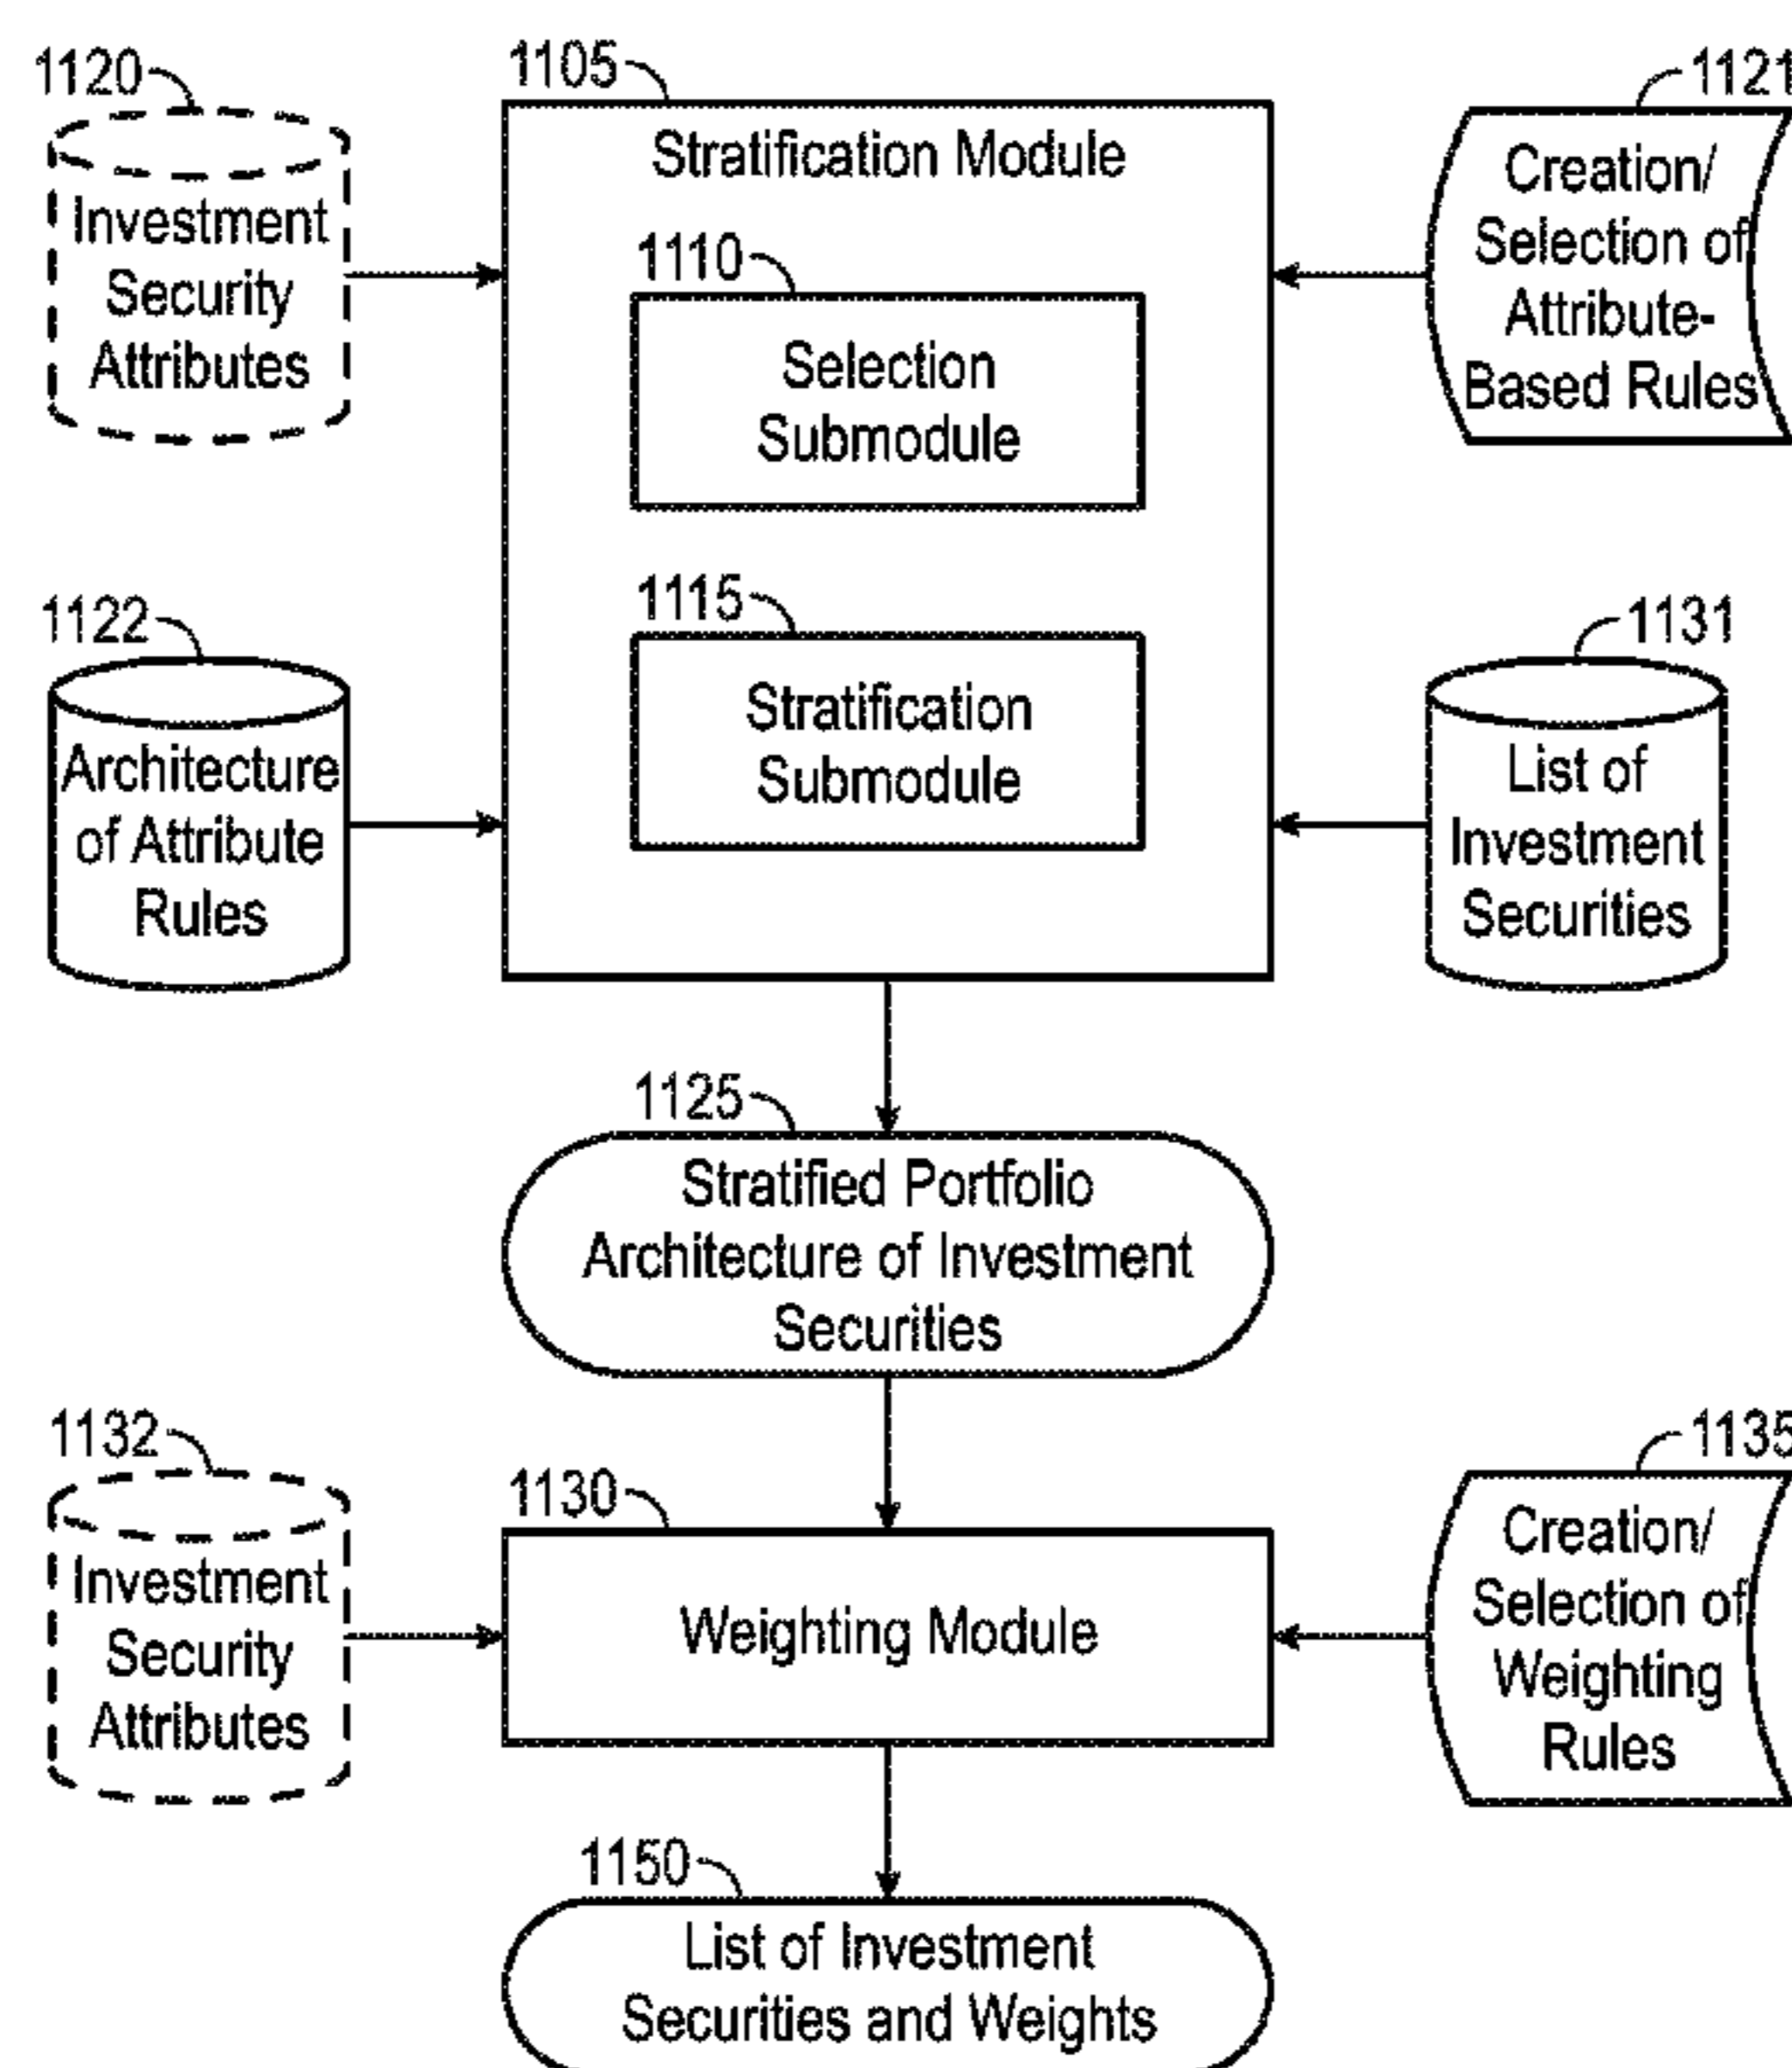 1120
1105
1121
Investment
Security
Attributes
Stratification Module
1110
Selection
Submodule
1115
Stratification
Submodule
Creation/
Selection of
Attribute-
Based Rules
1122
Architecture
of Attribute
Rules
1131
List of
Investment
Securities
1125
Stratified Portfolio
Architecture of Investment
Securities
1132
Investment
Security
Attributes
1130
Weighting Module
1135
Creation/
Selection of
Weighting
Rules
1150
List of Investment
Securities and Weights